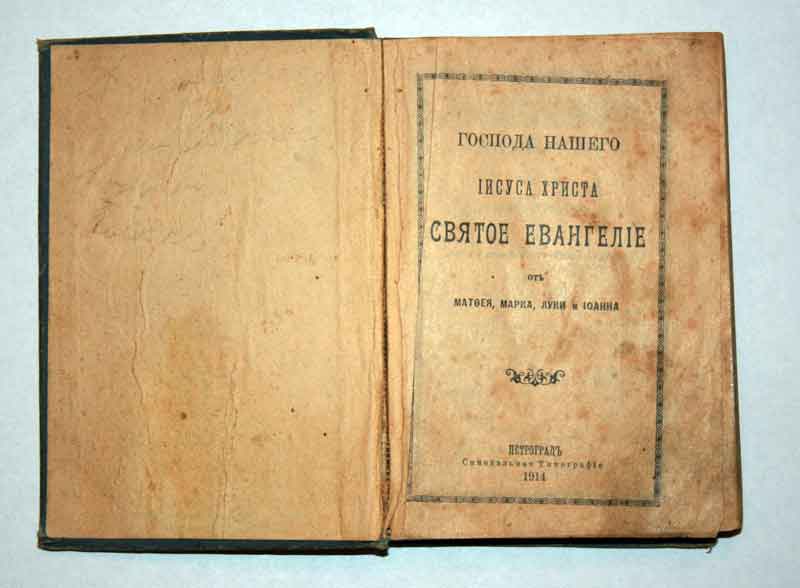 ГОСПОДА НАШЕГО
ІИСУСА ХРИСТА
СВЯТОЕ ЕВАНГЕЛІЕ
отъ
МАТѲЕЯ, МАРКА, ЛУКИ и ІОАННА
ПЕТРОГРАДЪ
Синодальная Типографія
1914